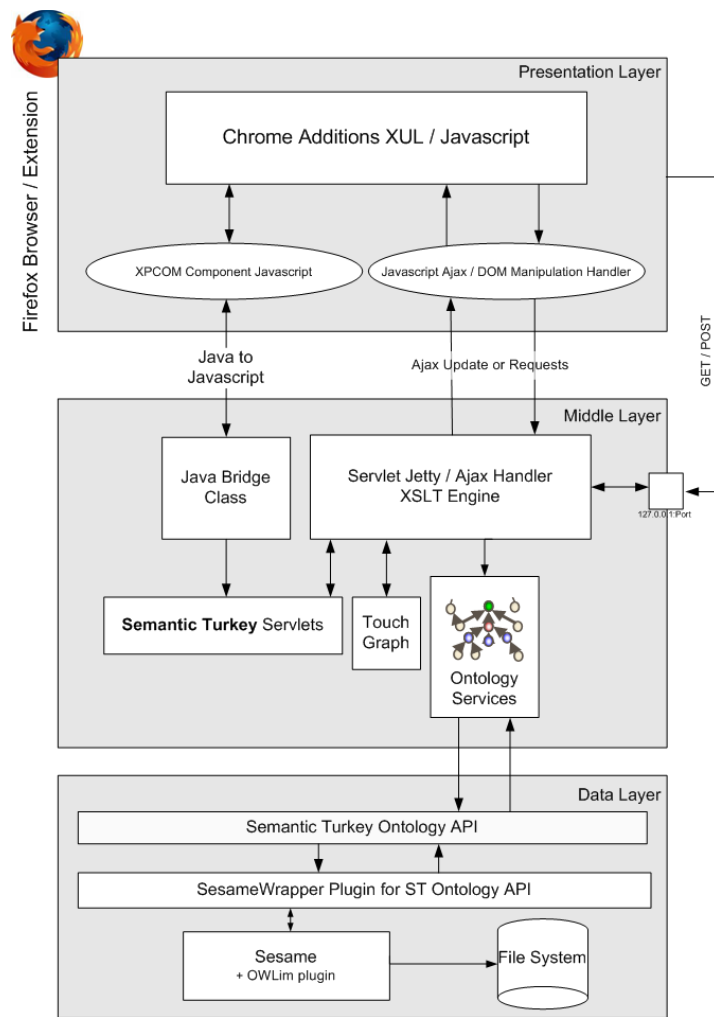 Presentation Layer
Firefox Browser / Extension
Chrome Additions XUL / Javascript
XPCOM Component Javascript
Javascript Ajax / DOM Manipulation Handler
Java to
Javascript
Ajax Update or Requests
GET / POST
Middle Layer
Java Bridge
Class
Servlet Jetty / Ajax Handler
XSLT Engine
127.0.0.1:Port
Semantic Turkey Servlets
Touch
Graph
Ontology
Services
Data Layer
Semantic Turkey Ontology API
SesameWrapper Plugin for ST Ontology API
Sesame
+ OWLim plugin
File System